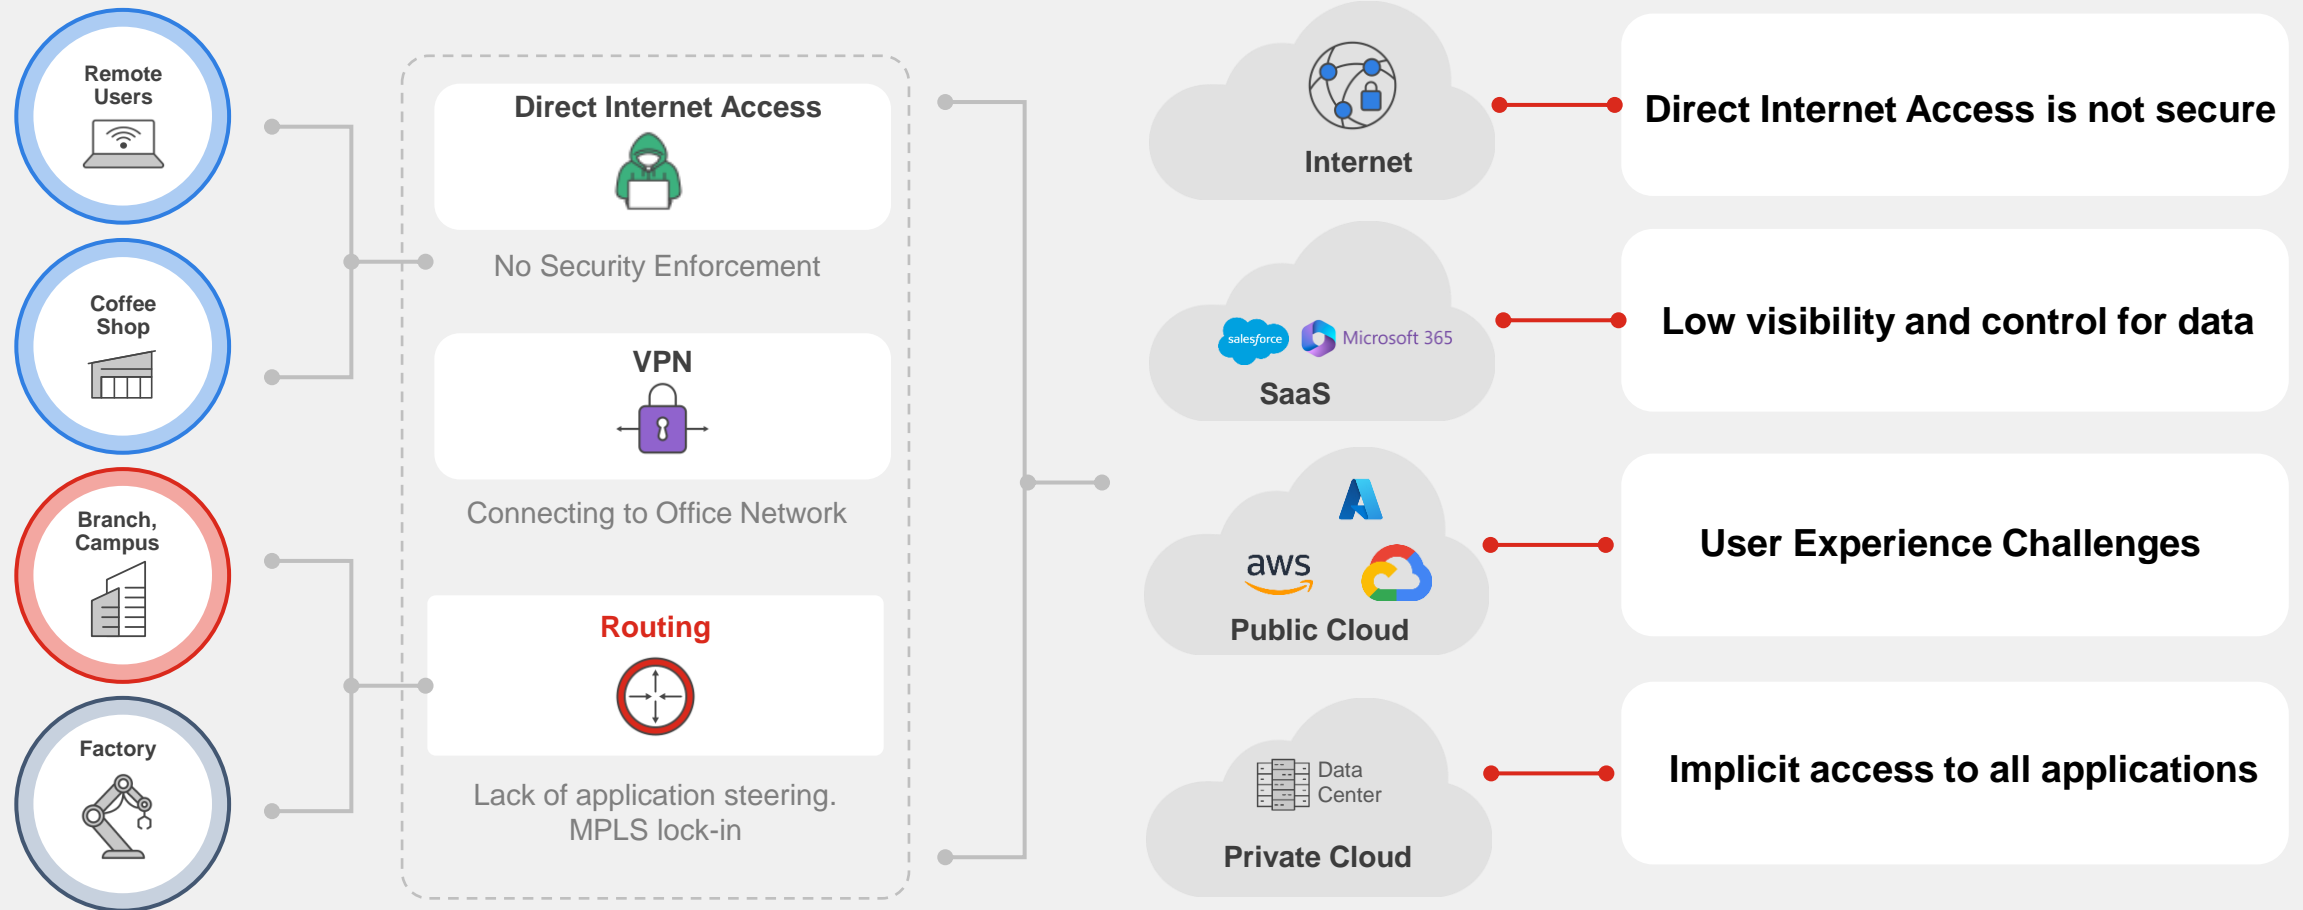 Remote
Users
Coffee
Shop
Branch,
Campus
Factory
Direct Internet Access
No Security Enforcement
VPN
Connecting to Office Network
Routing
Lack of application steering.
MPLS lock-in
Internet
salesforce
Microsoft 365
SaaS
aws
Public Cloud
Data
Center
Private Cloud
Direct Internet Access is not secure
Low visibility and control for data
User Experience Challenges
Implicit access to all applications